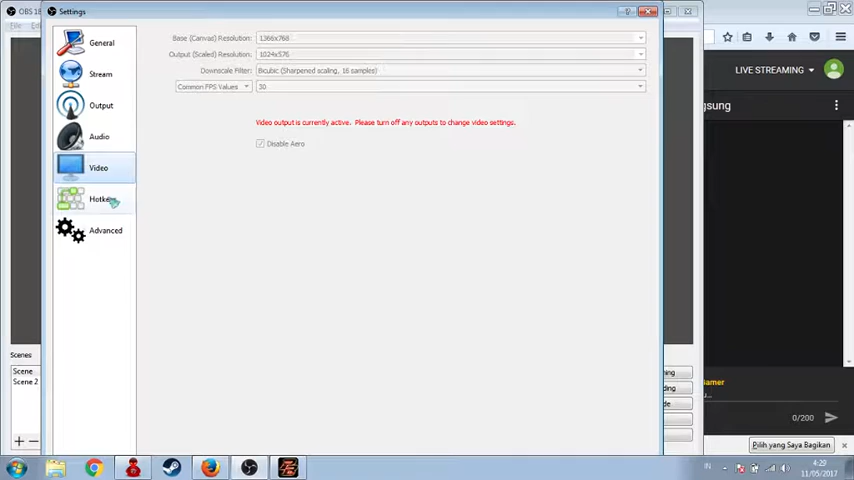 OBS 18
Settings
File
General
Stream
Output
Audio
Video
Hotkeys
Advanced
Base (Canvas) Resolution: 1366x768
Output (Scaled) Resolution: 1024x576
Downscale Filter: Bicubic (Sharpened scaling, 16 samples)
Common FPS Values 30
Video output is currently active. Please turn off any outputs to change video settings.
Disable Aero
LIVE STREAMING
Scenes
Scene
Scene 2
0/200
Pilih yang Saya Bagikan
IN
4:29
11/05/2017